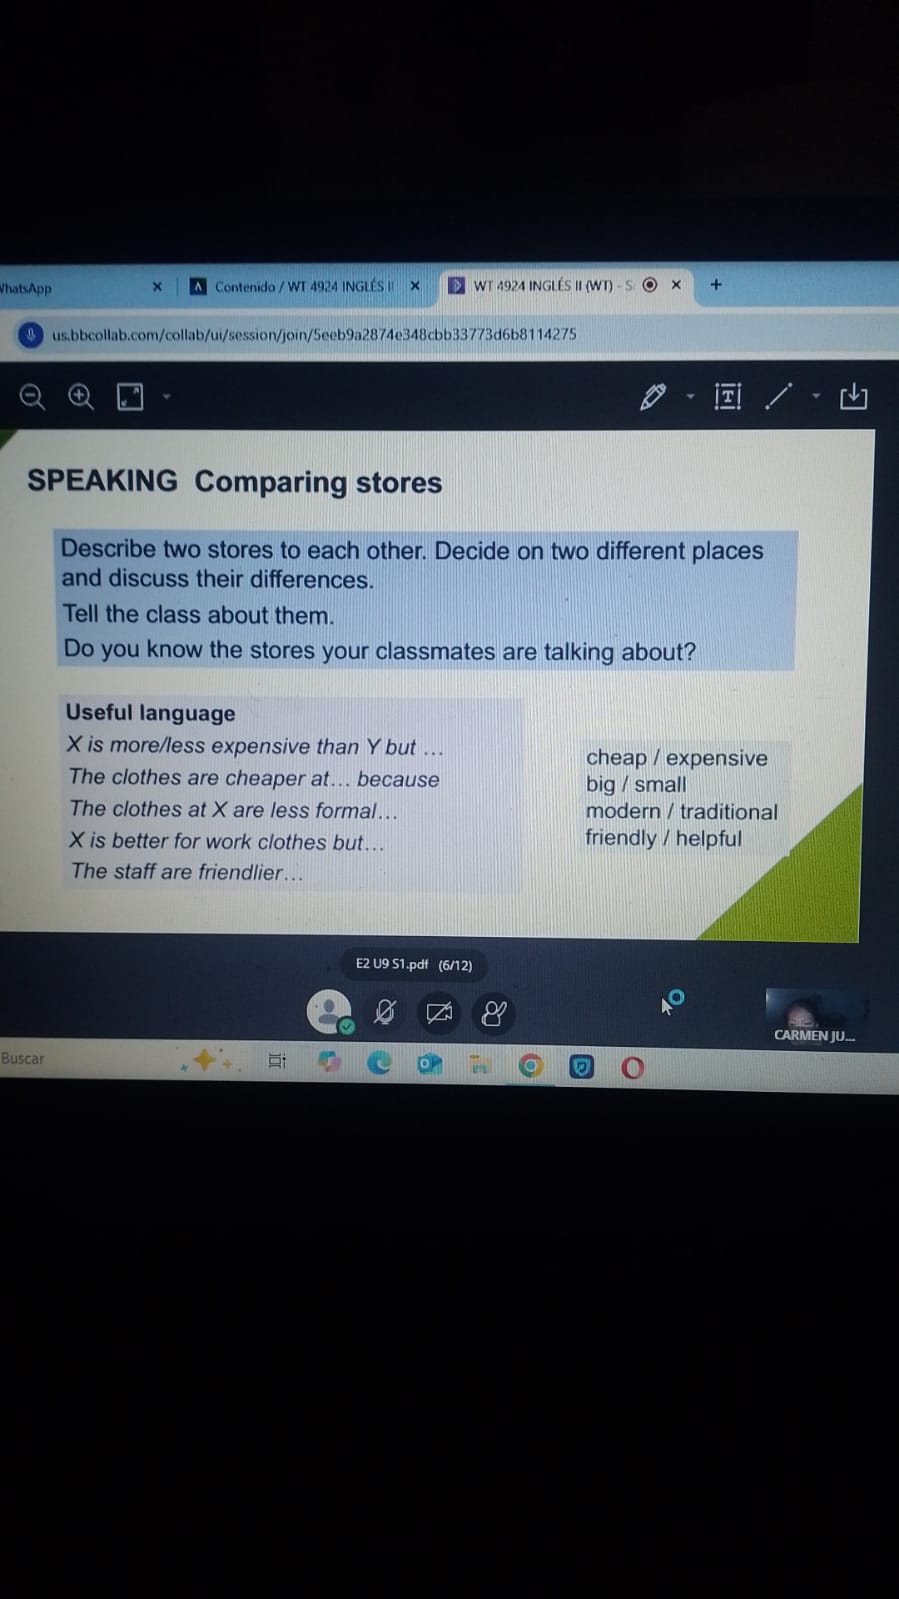 WhatsApp
Contenido / WT 4924 INGLÉS II
WT 4924 INGLÉS II (WT) - S
us.bbcollab.com/collab/ui/session/join/5eeb9a2874e348cbb33773d6b8114275
SPEAKING Comparing stores
Describe two stores to each other. Decide on two different places
and discuss their differences.
Tell the class about them.
Do you know the stores your classmates are talking about?
Useful language
X is more/less expensive than Y but …
The clothes are cheaper at… because
The clothes at X are less formal…
X is better for work clothes but…
The staff are friendlier…
cheap / expensive
big / small
modern / traditional
friendly / helpful
E2 U9 S1.pdf (6/12)
CARMEN JU...
Buscar